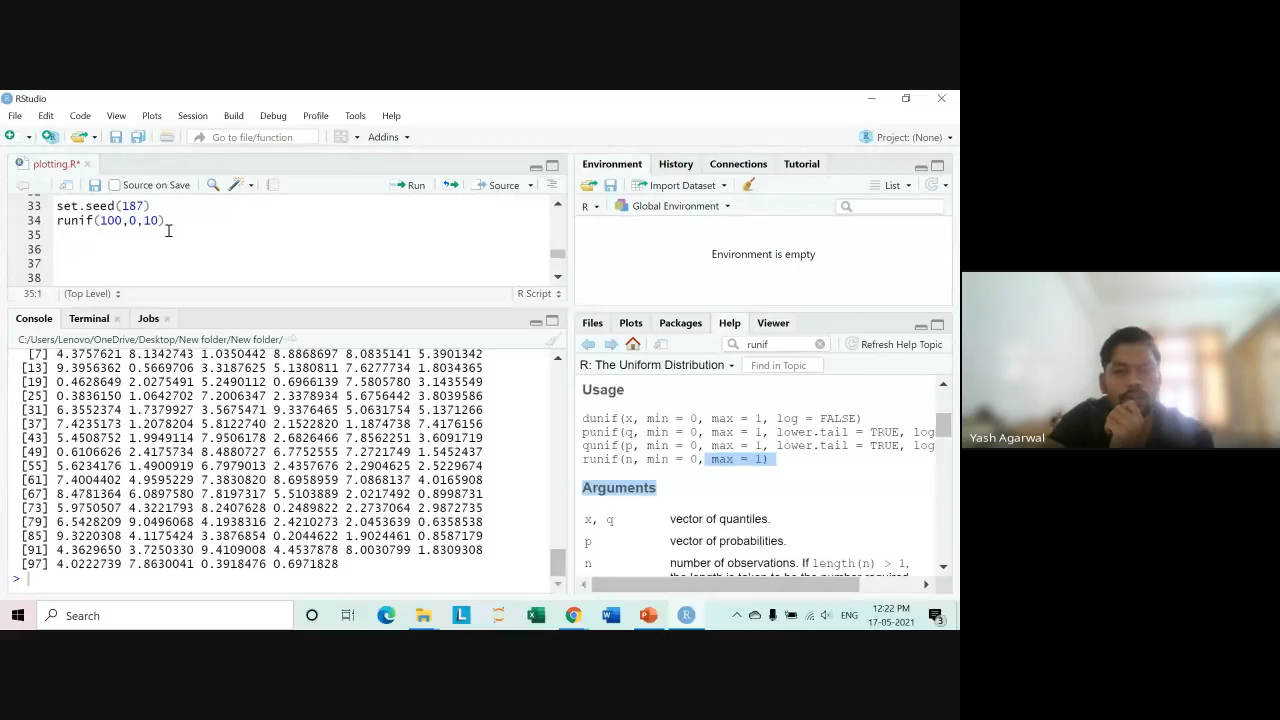 RStudio
File Edit Code View Plots Session Build Debug Profile Tools Help
Go to file/function
Addins
Project: (None)
plotting.R*
Source on Save
Run
Source
33 set.seed(187)
34 runif(100,0,10)
35
36
37
38
35:1 (Top Level) R Script
Console Terminal Jobs
C:/Users/Lenovo/OneDrive/Desktop/New folder/New folder/
[7] 4.3757621 8.1342743 1.0350442 8.8868697 8.0835141 5.3901342
[13] 7.3925031 0.5669706 3.3187625 5.1380811 7.6277734 1.8034365
[19] 0.4628649 2.0275491 5.2490112 0.6966139 7.5805780 1.1435549
[25] 0.3836150 1.0642702 7.2006347 2.3378934 5.6756442 3.8039586
[31] 6.3552374 1.7379927 3.5675471 9.3376465 5.0631754 5.1371266
[37] 7.4235173 1.2078204 5.8122740 2.1522820 1.1874738 7.4176156
[43] 2.4508752 1.9949114 7.9506178 2.6826466 7.8562251 3.6091719
[49] 0.6106626 2.4175730 8.4880727 6.7752555 7.2721749 1.5452437
[55] 5.6234176 1.4900919 6.7979013 2.4357676 2.2904625 2.5229674
[61] 7.4004402 4.9595229 7.3830820 8.6958959 7.0868137 4.0165908
[67] 8.4781364 6.0897580 7.8197317 5.5103889 2.0217492 0.8998731
[73] 5.9750507 4.3221793 8.2407628 0.2489822 2.2737064 2.9872735
[79] 6.5428209 9.0496068 4.1938316 2.4210273 2.0453639 0.6358538
[85] 9.3220308 4.1175424 3.3876854 0.2044622 1.9024461 0.8587179
[91] 4.3629650 3.7250330 9.4109008 4.4537878 8.0030799 1.8309308
[97] 4.0222739 7.8630041 0.3918476 0.6971828
>
Environment History Connections Tutorial
Import Dataset
List
R Global Environment
Environment is empty
Files Plots Packages Help Viewer
runif
Refresh Help Topic
R: The Uniform Distribution Find in Topic
Usage
dunif(x, min = 0, max = 1, log = FALSE)
punif(q, min = 0, max = 1, lower.tail = TRUE, log
qunif(p, min = 0, max = 1, lower.tail = TRUE, log
runif(n, min = 0, max = 1)
Arguments
x, q vector of quantiles.
p vector of probabilities.
n number of observations. If length(n) > 1,
Search
ENG
12:22 PM
17-05-2021
3
Yash Agarwal